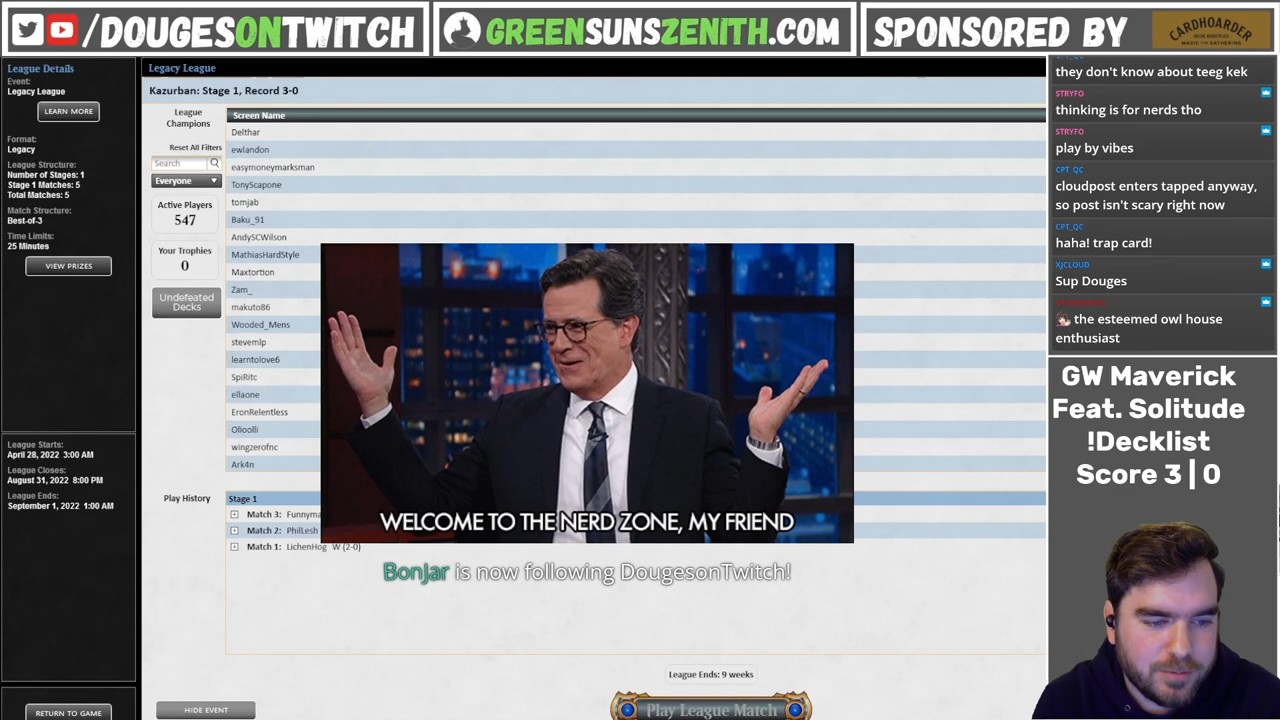 /DOUGESONTWITCH
GREENSUNSZENITH.COM
SPONSORED BY
CARDHOARDER
MAGIC THE GATHERING
League Details
Event:
Legacy League
LEARN MORE
Format:
Legacy
League Structure:
Number of Stages: 1
Stage 1 Matches: 5
Total Matches: 5
Match Structure:
Best-of-3
Time Limits:
25 Minutes
VIEW PRIZES
League Starts:
April 28, 2022 3:00 AM
League Closes:
August 31, 2022 8:00 PM
League Ends:
September 1, 2022 1:00 AM
RETURN TO GAME
Legacy League
Kazurban: Stage 1, Record 3-0
League
Champions
Reset All Filters
Search
Everyone
Active Players
547
Your Trophies
0
Undefeated
Decks
Screen Name
Delthar
ewlandon
easymoneymarksman
TonyScapone
tomjab
Baku_91
AndySCWilson
MathiasHardStyle
Maxtortion
Zam_
makuto86
Wooded_Mens
stevemlp
learntolove6
SpiRitc
ellaone
EronRelentless
Olioolli
wingzerofnc
Ark4n
Play History
Stage 1
Match 3: Funnyma
Match 2: PhilLesh
Match 1: LichenHog W (2-0)
WELCOME TO THE NERD ZONE, MY FRIEND
BonJar is now following DougesonTwitch!
League Ends: 9 weeks
HIDE EVENT
Play League Match
they don't know about teeg kek
STRYFO
thinking is for nerds tho
STRYFO
play by vibes
CPT_QC
cloudpost enters tapped anyway,
so post isn't scary right now
CPT_QC
haha! trap card!
XJCLOUD
Sup Douges
the esteemed owl house
enthusiast
GW Maverick
Feat. Solitude
!Decklist
Score 3 | 0